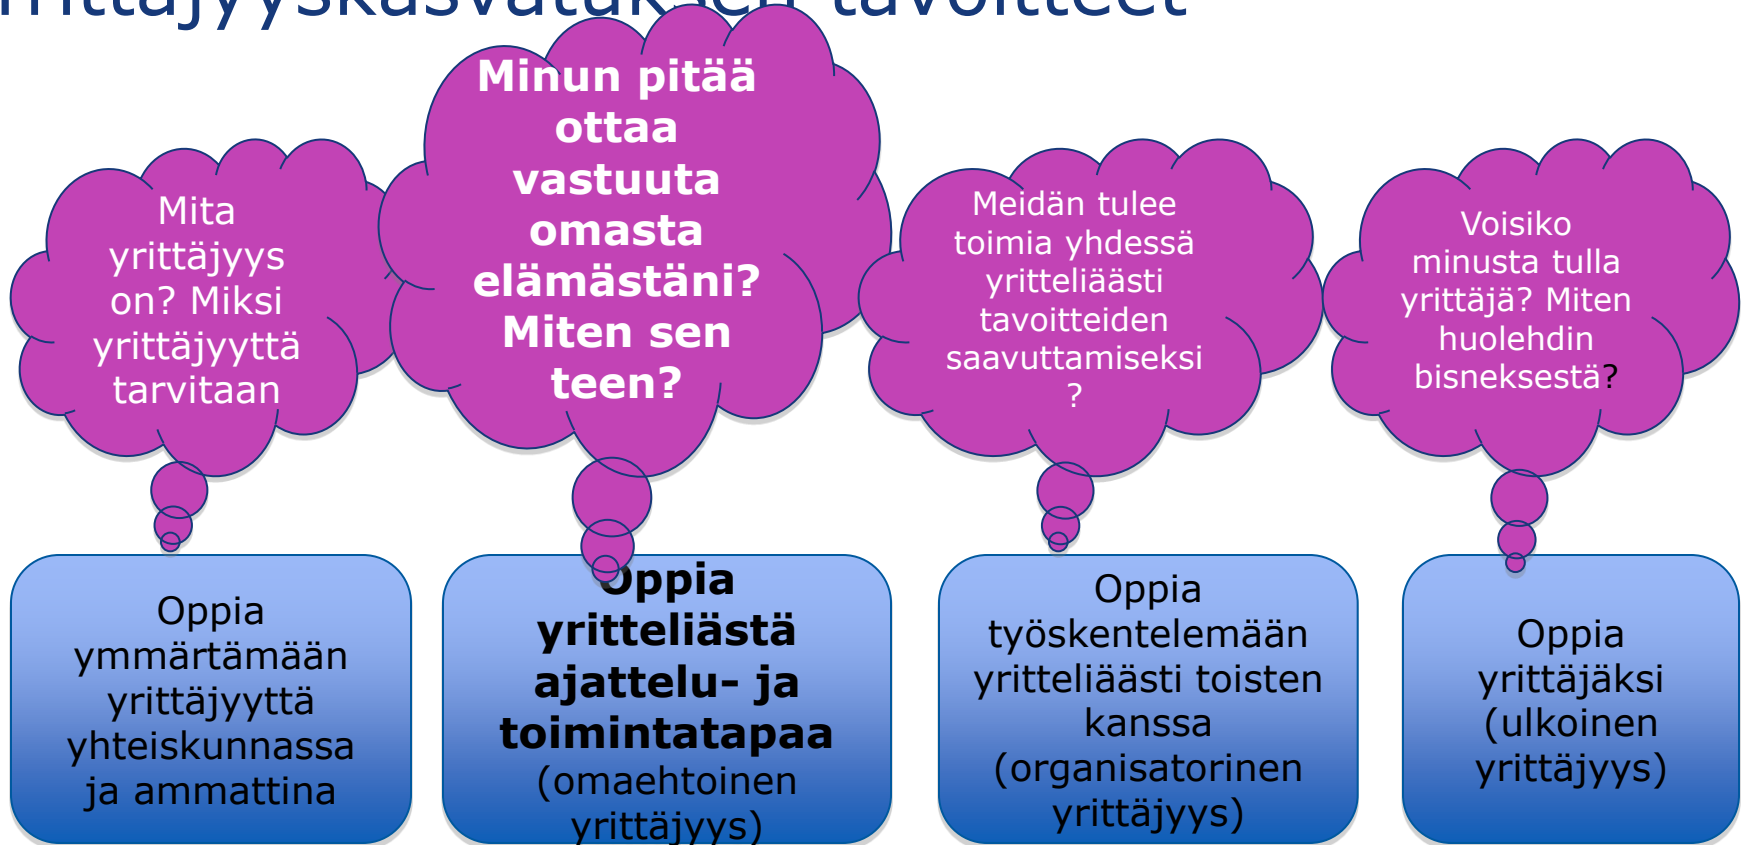 rittäjyyskasvatuksen tavoitteet
Mita
yrittäjyys
on? Miksi
yrittäjyyttä
tarvitaan
Minun pitää
ottaa
vastuuta
omasta
elämästäni?
Miten sen
teen?
Meidän tulee
toimia yhdessä
yritteliäästi
tavoitteiden
saavuttamiseksi
?
Voisiko
minusta tulla
yrittäjä? Miten
huolehdin
bisneksestä?
Oppia
ymmärtämään
yrittäjyyttä
yhteiskunnassa
ja ammattina
Oppia
yritteliästä
ajattelu- ja
toimintatapaa
(omaehtoinen
yrittäjyys)
Oppia
työskentelemään
yritteliäästi toisten
kanssa
(organisatorinen
yrittäjyys)
Oppia
yrittäjäksi
(ulkoinen
yrittäjyys)